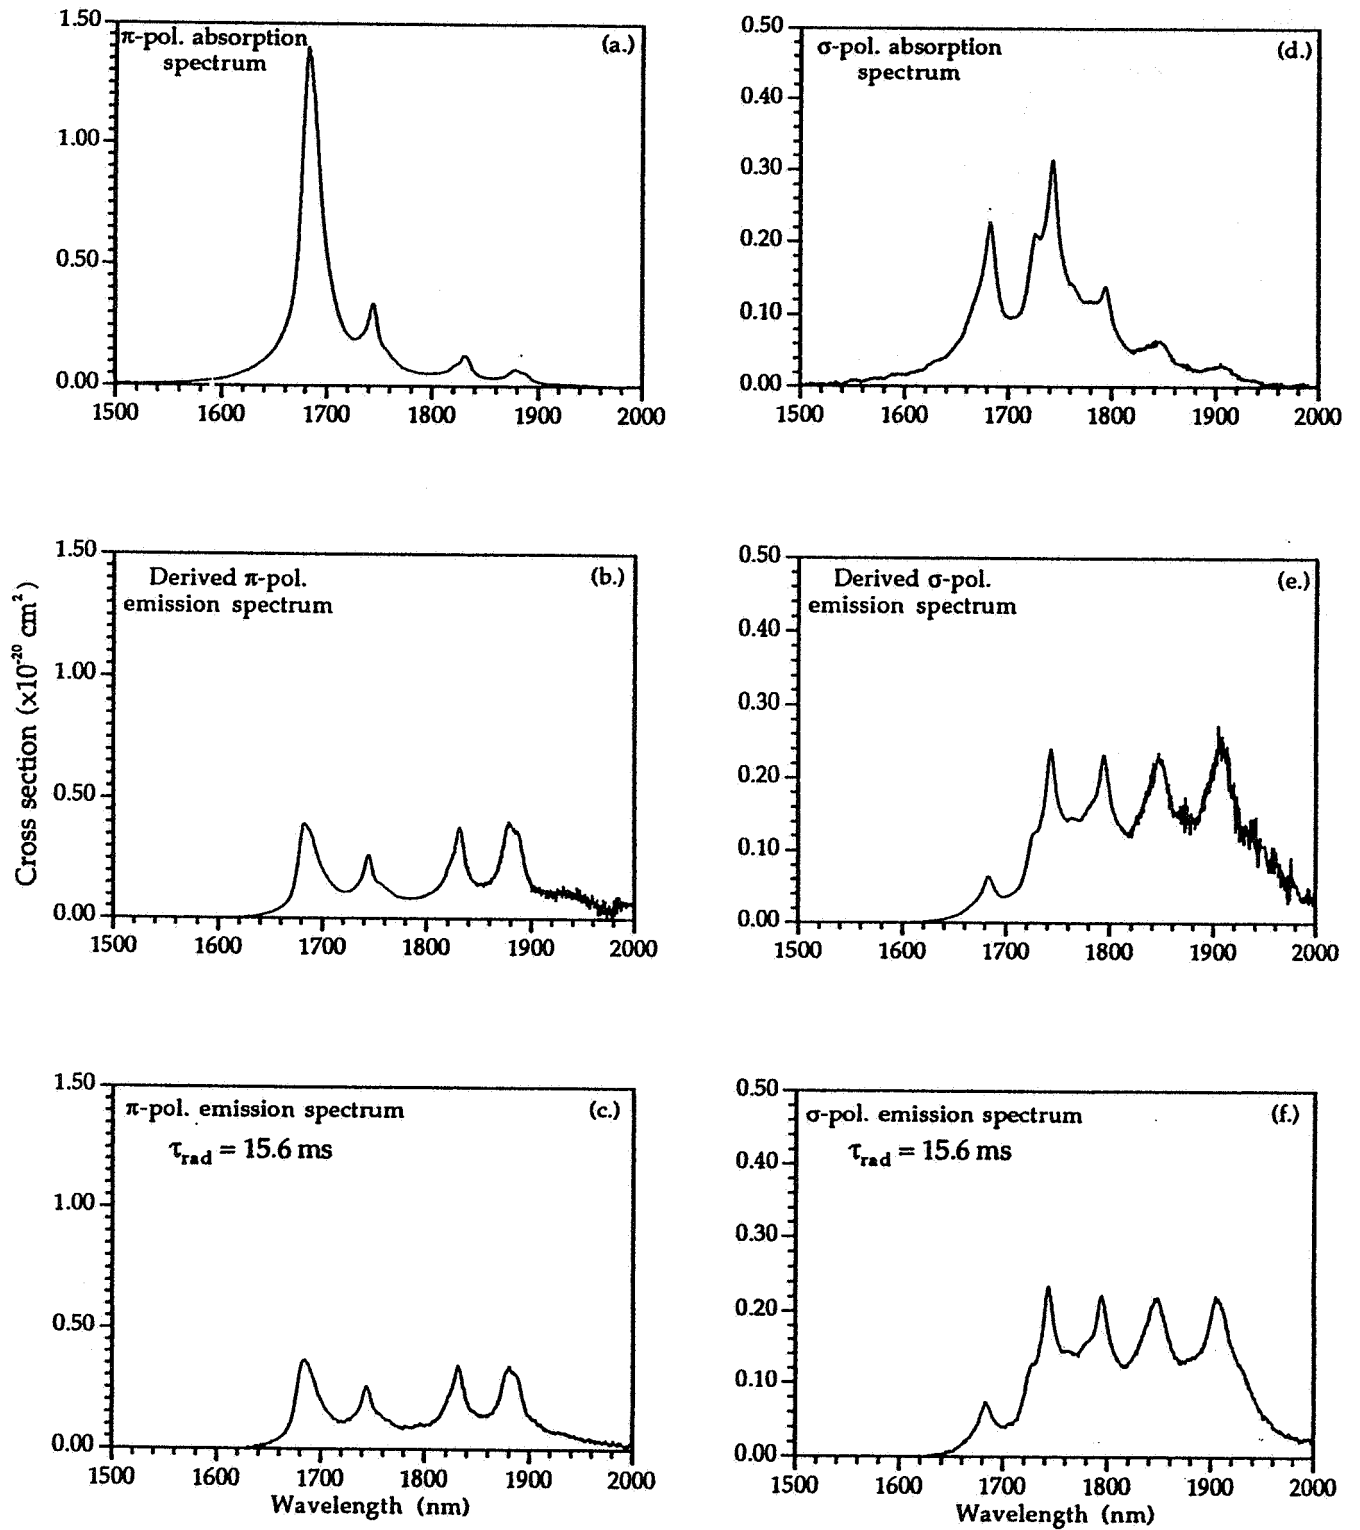 π-pol. absorption
spectrum
(a.)
1.50
1.00
0.50
0.00
1500 1600 1700 1800 1900 2000
σ-pol. absorption
spectrum
(d.)
0.50
0.40
0.30
0.20
0.10
0.00
1500 1600 1700 1800 1900 2000
Cross section (x10⁻²⁰ cm²)
Derived π-pol.
emission spectrum
(b.)
1.50
1.00
0.50
0.00
1500 1600 1700 1800 1900 2000
Derived σ-pol.
emission spectrum
(e.)
0.50
0.40
0.30
0.20
0.10
0.00
1500 1600 1700 1800 1900 2000
π-pol. emission spectrum
(c.)
τrad = 15.6 ms
1.50
1.00
0.50
0.00
1500 1600 1700 1800 1900 2000
Wavelength (nm)
σ-pol. emission spectrum
(f.)
τrad = 15.6 ms
0.50
0.40
0.30
0.20
0.10
0.00
1500 1600 1700 1800 1900 2000
Wavelength (nm)